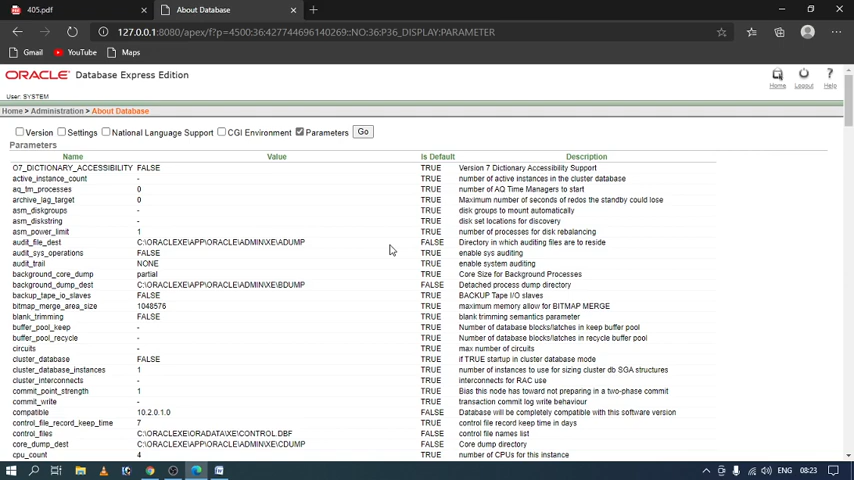 405.pdf
About Database
127.0.0.1:8080/apex/f?p=4500:36:427744696140269::NO:36:P36_DISPLAY:PARAMETER
Gmail YouTube Maps
ORACLE Database Express Edition
Home Logout Help
User: SYSTEM
Home > Administration > About Database
Version Settings National Language Support CGI Environment Parameters Go
Parameters
Name Value Is Default Description
O7_DICTIONARY_ACCESSIBILITY FALSE TRUE Version 7 Dictionary Accessibility Support
active_instance_count - TRUE number of active instances in the cluster database
aq_tm_processes 0 TRUE number of AQ Time Managers to start
archive_lag_target 0 TRUE Maximum number of seconds of redos the standby could lose
asm_diskgroups - TRUE disk groups to mount automatically
asm_diskstring - TRUE disk set locations for discovery
asm_power_limit 1 TRUE number of processes for disk rebalancing
audit_file_dest C:\ORACLEXE\APP\ORACLE\ADMIN\XE\ADUMP FALSE Directory in which auditing files are to reside
audit_sys_operations FALSE TRUE enable sys auditing
audit_trail NONE TRUE enable system auditing
background_core_dump partial TRUE Core Size for Background Processes
background_dump_dest C:\ORACLEXE\APP\ORACLE\ADMIN\XE\BDUMP FALSE Detached process dump directory
backup_tape_io_slaves FALSE TRUE BACKUP Tape I/O slaves
bitmap_merge_area_size 1048576 TRUE maximum memory allow for BITMAP MERGE
blank_trimming FALSE TRUE blank trimming semantics parameter
buffer_pool_keep - TRUE Number of database blocks/latches in keep buffer pool
buffer_pool_recycle - TRUE Number of database blocks/latches in recycle buffer pool
circuits - TRUE max number of circuits
cluster_database FALSE TRUE if TRUE startup in cluster database mode
cluster_database_instances 1 TRUE number of instances to use for sizing cluster db SGA structures
cluster_interconnects - TRUE interconnects for RAC use
commit_point_strength 1 TRUE Bias this node has toward not preparing in a two-phase commit
commit_write - TRUE transaction commit log write behaviour
compatible 10.2.0.1.0 FALSE Database will be completely compatible with this software version
control_file_record_keep_time 7 TRUE control file record keep time in days
control_files C:\ORACLEXE\ORADATA\XE\CONTROL.DBF FALSE control file names list
core_dump_dest C:\ORACLEXE\APP\ORACLE\ADMIN\XE\CDUMP FALSE Core dump directory
cpu_count 4 TRUE number of CPUs for this instance
ENG 08:23